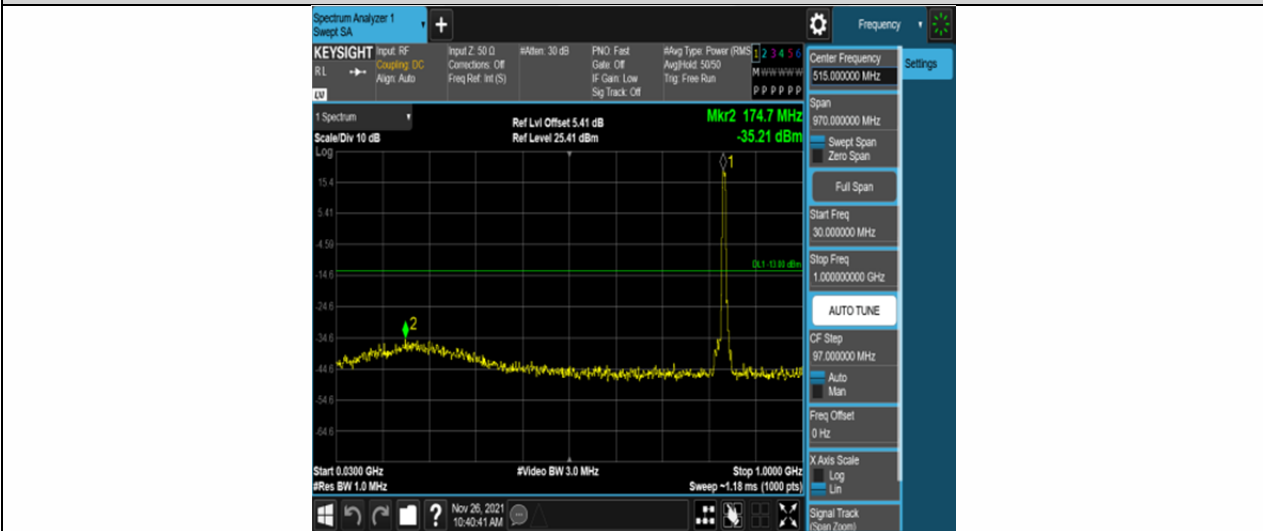 Spectrum Analyzer 1
Swept SA
+
Frequency
KEYSIGHT
RL
LW
Input: RF
Coupling: DC
Align: Auto
Input Z: 50 Ω
Corrections: Off
Freq Ref: Int (S)
#Atten: 30 dB
PNO: Fast
Gate: Off
IF Gain: Low
Sig Track: Off
#Avg Type: Power (RMS
Avg|Hold: 50/50
Trig: Free Run
1 2 3 4 5 6
M W W W W W
P P P P P P
Center Frequency
515.000000 MHz
Settings
1 Spectrum
Scale/Div 10 dB
Ref Lvl Offset 5.41 dB
Ref Level 25.41 dBm
Mkr2 174.7 MHz
-35.21 dBm
Span
970.000000 MHz
Swept Span
Zero Span
Full Span
Start Freq
30.000000 MHz
Stop Freq
1.000000000 GHz
AUTO TUNE
CF Step
97.000000 MHz
Auto
Man
Freq Offset
0 Hz
X Axis Scale
Log
Lin
Signal Track
(Span Zoom)
Log
15.4
5.41
-4.59
-14.6
-24.6
-34.6
-44.6
-54.6
-64.6
1
DL1 -13.00 dBm
2
Start 0.0300 GHz
#Res BW 1.0 MHz
#Video BW 3.0 MHz
Stop 1.0000 GHz
Sweep ~1.18 ms (1000 pts)
?
Nov 26, 2021
10:40:41 AM